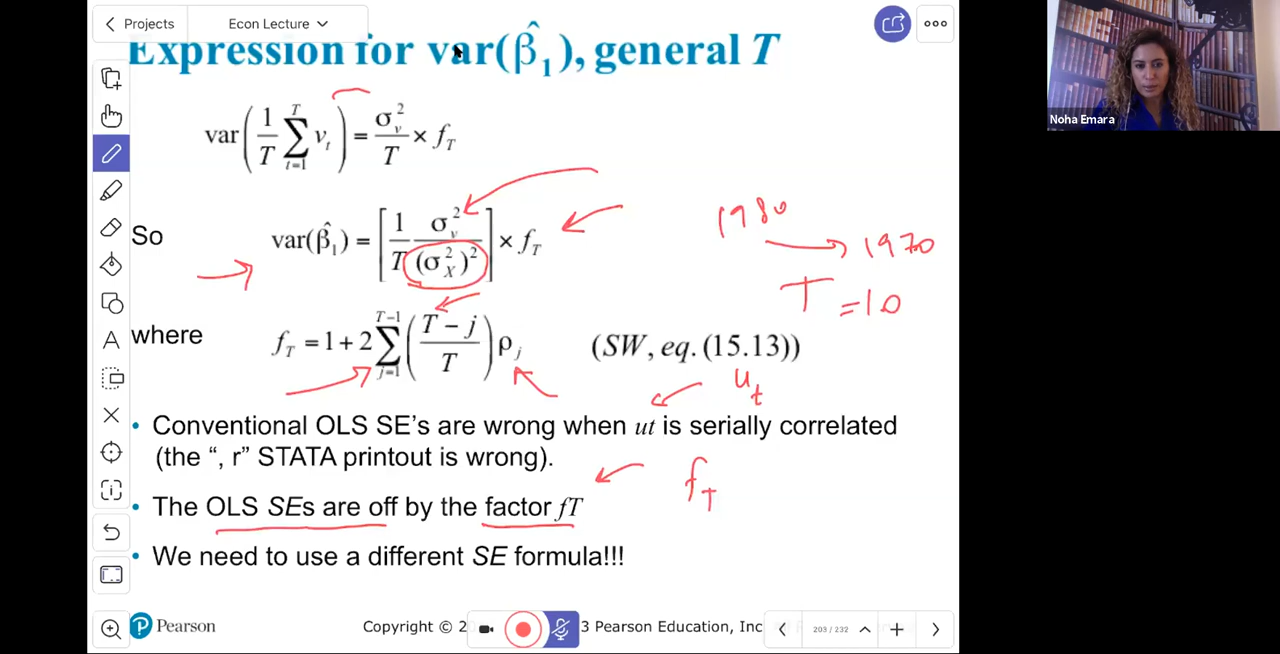 Projects
Econ Lecture
Expression for var(β̂₁), general T
var(1/T Σ_{t=1}^{T} v_t) = σ_v²/T × f_T
So
var(β̂₁) = [1/T σ_v²/(σ_X²)²] × f_T
1980
1970
T = 10
where
f_T = 1 + 2 Σ_{j=1}^{T-1} ((T - j)/T) ρ_j (SW, eq. (15.13))
u_t
• Conventional OLS SE's are wrong when ut is serially correlated
(the “, r” STATA printout is wrong).
f_T
• The OLS SEs are off by the factor fT
• We need to use a different SE formula!!!
Pearson
Copyright © 2
3 Pearson Education, Inc
203 / 232
Noha Emara